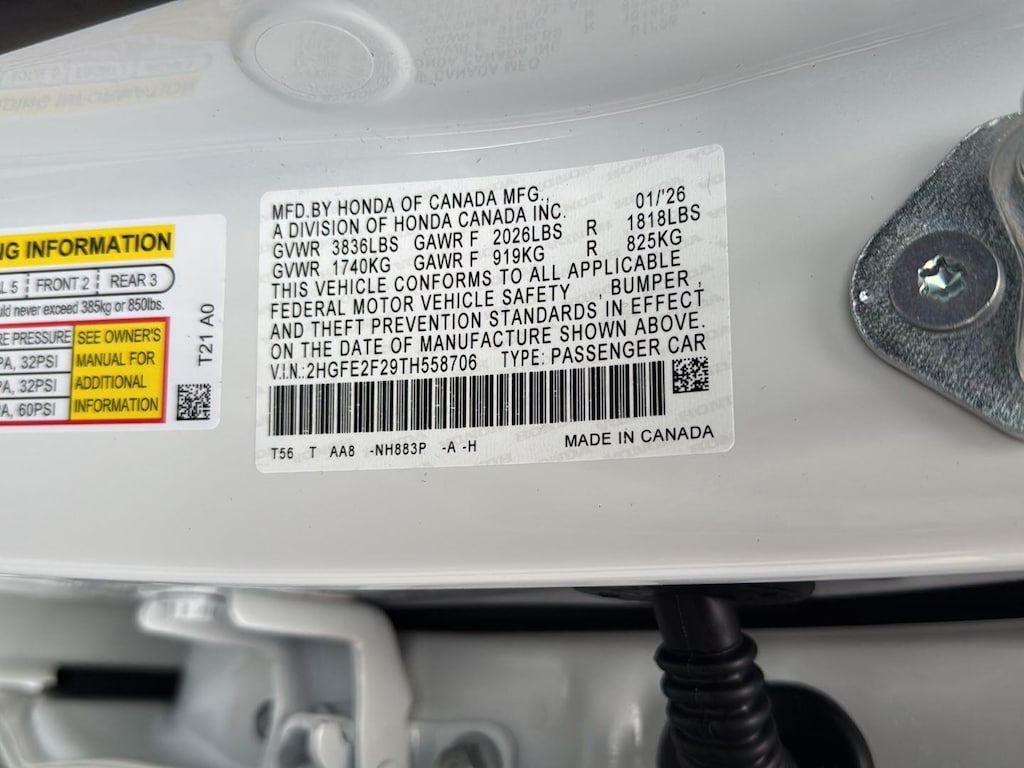 NG INFORMATION
L 5 FRONT 2 REAR 3
uld never exceed 385kg or 850lbs.
RE PRESSURE SEE OWNER'S
PA, 32PSI MANUAL FOR
PA, 32PSI ADDITIONAL
PA, 60PSI INFORMATION
T21 A0
MFD.BY HONDA OF CANADA MFG., 01/'26
A DIVISION OF HONDA CANADA INC.
GVWR 3836LBS GAWR F 2026LBS R 1818LBS
GVWR 1740KG GAWR F 919KG R 825KG
THIS VEHICLE CONFORMS TO ALL APPLICABLE
FEDERAL MOTOR VEHICLE SAFETY , BUMPER ,
AND THEFT PREVENTION STANDARDS IN EFFECT
ON THE DATE OF MANUFACTURE SHOWN ABOVE.
V.I.N.:2HGFE2F29TH558706 TYPE: PASSENGER CAR
T56 T AA8 -NH883P -A -H MADE IN CANADA